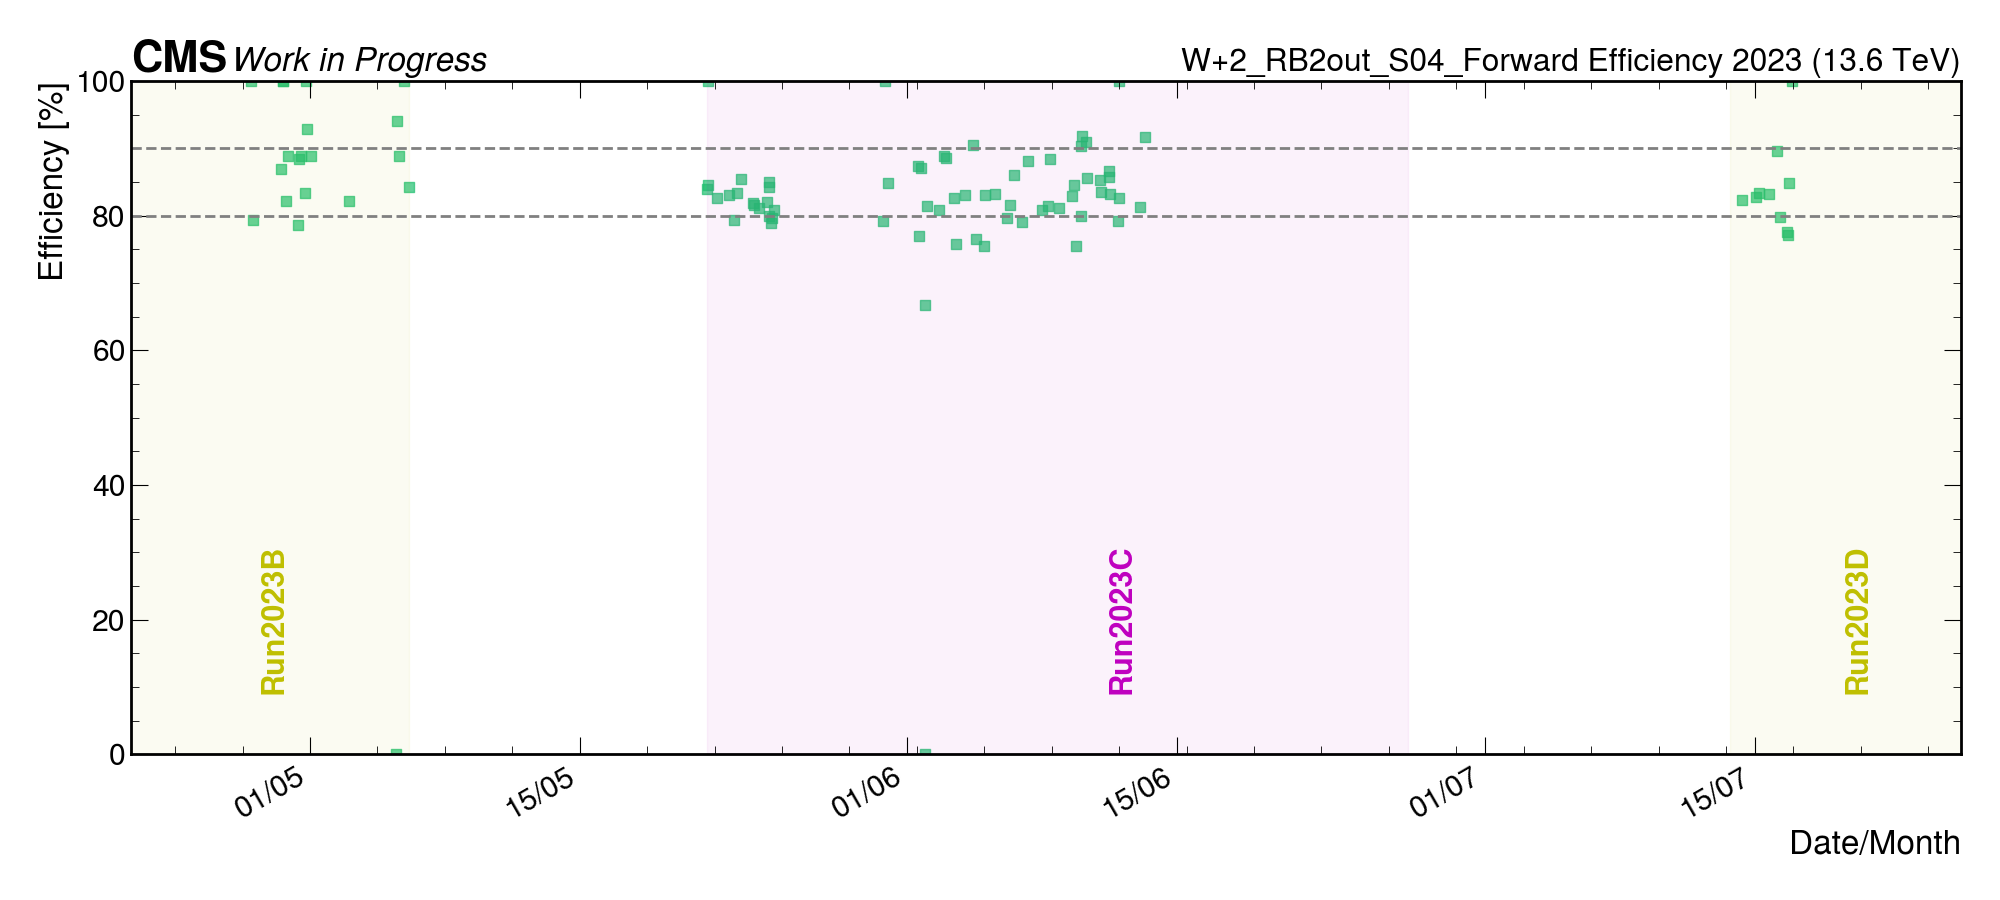 CMS Work in Progress
W+2_RB2out_S04_Forward Efficiency 2023 (13.6 TeV)
Efficiency [%]
100
80
60
40
20
0
Run2023B
Run2023C
Run2023D
01/05
15/05
01/06
15/06
01/07
15/07
Date/Month